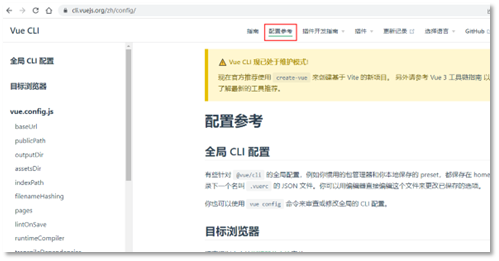 cli.vuejs.org/zh/config/
Vue CLI
指南
配置参考
插件开发指南
插件
更新记录
选择语言
GitHub
全局 CLI 配置
目标浏览器
vue.config.js
baseUrl
publicPath
outputDir
assetsDir
indexPath
filenameHashing
pages
lintOnSave
runtimeCompiler
transpileDependencies
Vue CLI 现已处于维护模式!
现在官方推荐使用 create-vue 来创建基于 Vite 的新项目。 另外请参考 Vue 3 工具链指南 以
了解最新的工具推荐。
配置参考
全局 CLI 配置
有些针对 @vue/cli 的全局配置，例如你惯用的包管理器和你本地保存的 preset，都保存在 home
录下一个名叫 .vuerc 的 JSON 文件。你可以用编辑器直接编辑这个文件来更改已保存的选项。
你也可以使用 vue config 命令来审查或修改全局的 CLI 配置。
目标浏览器